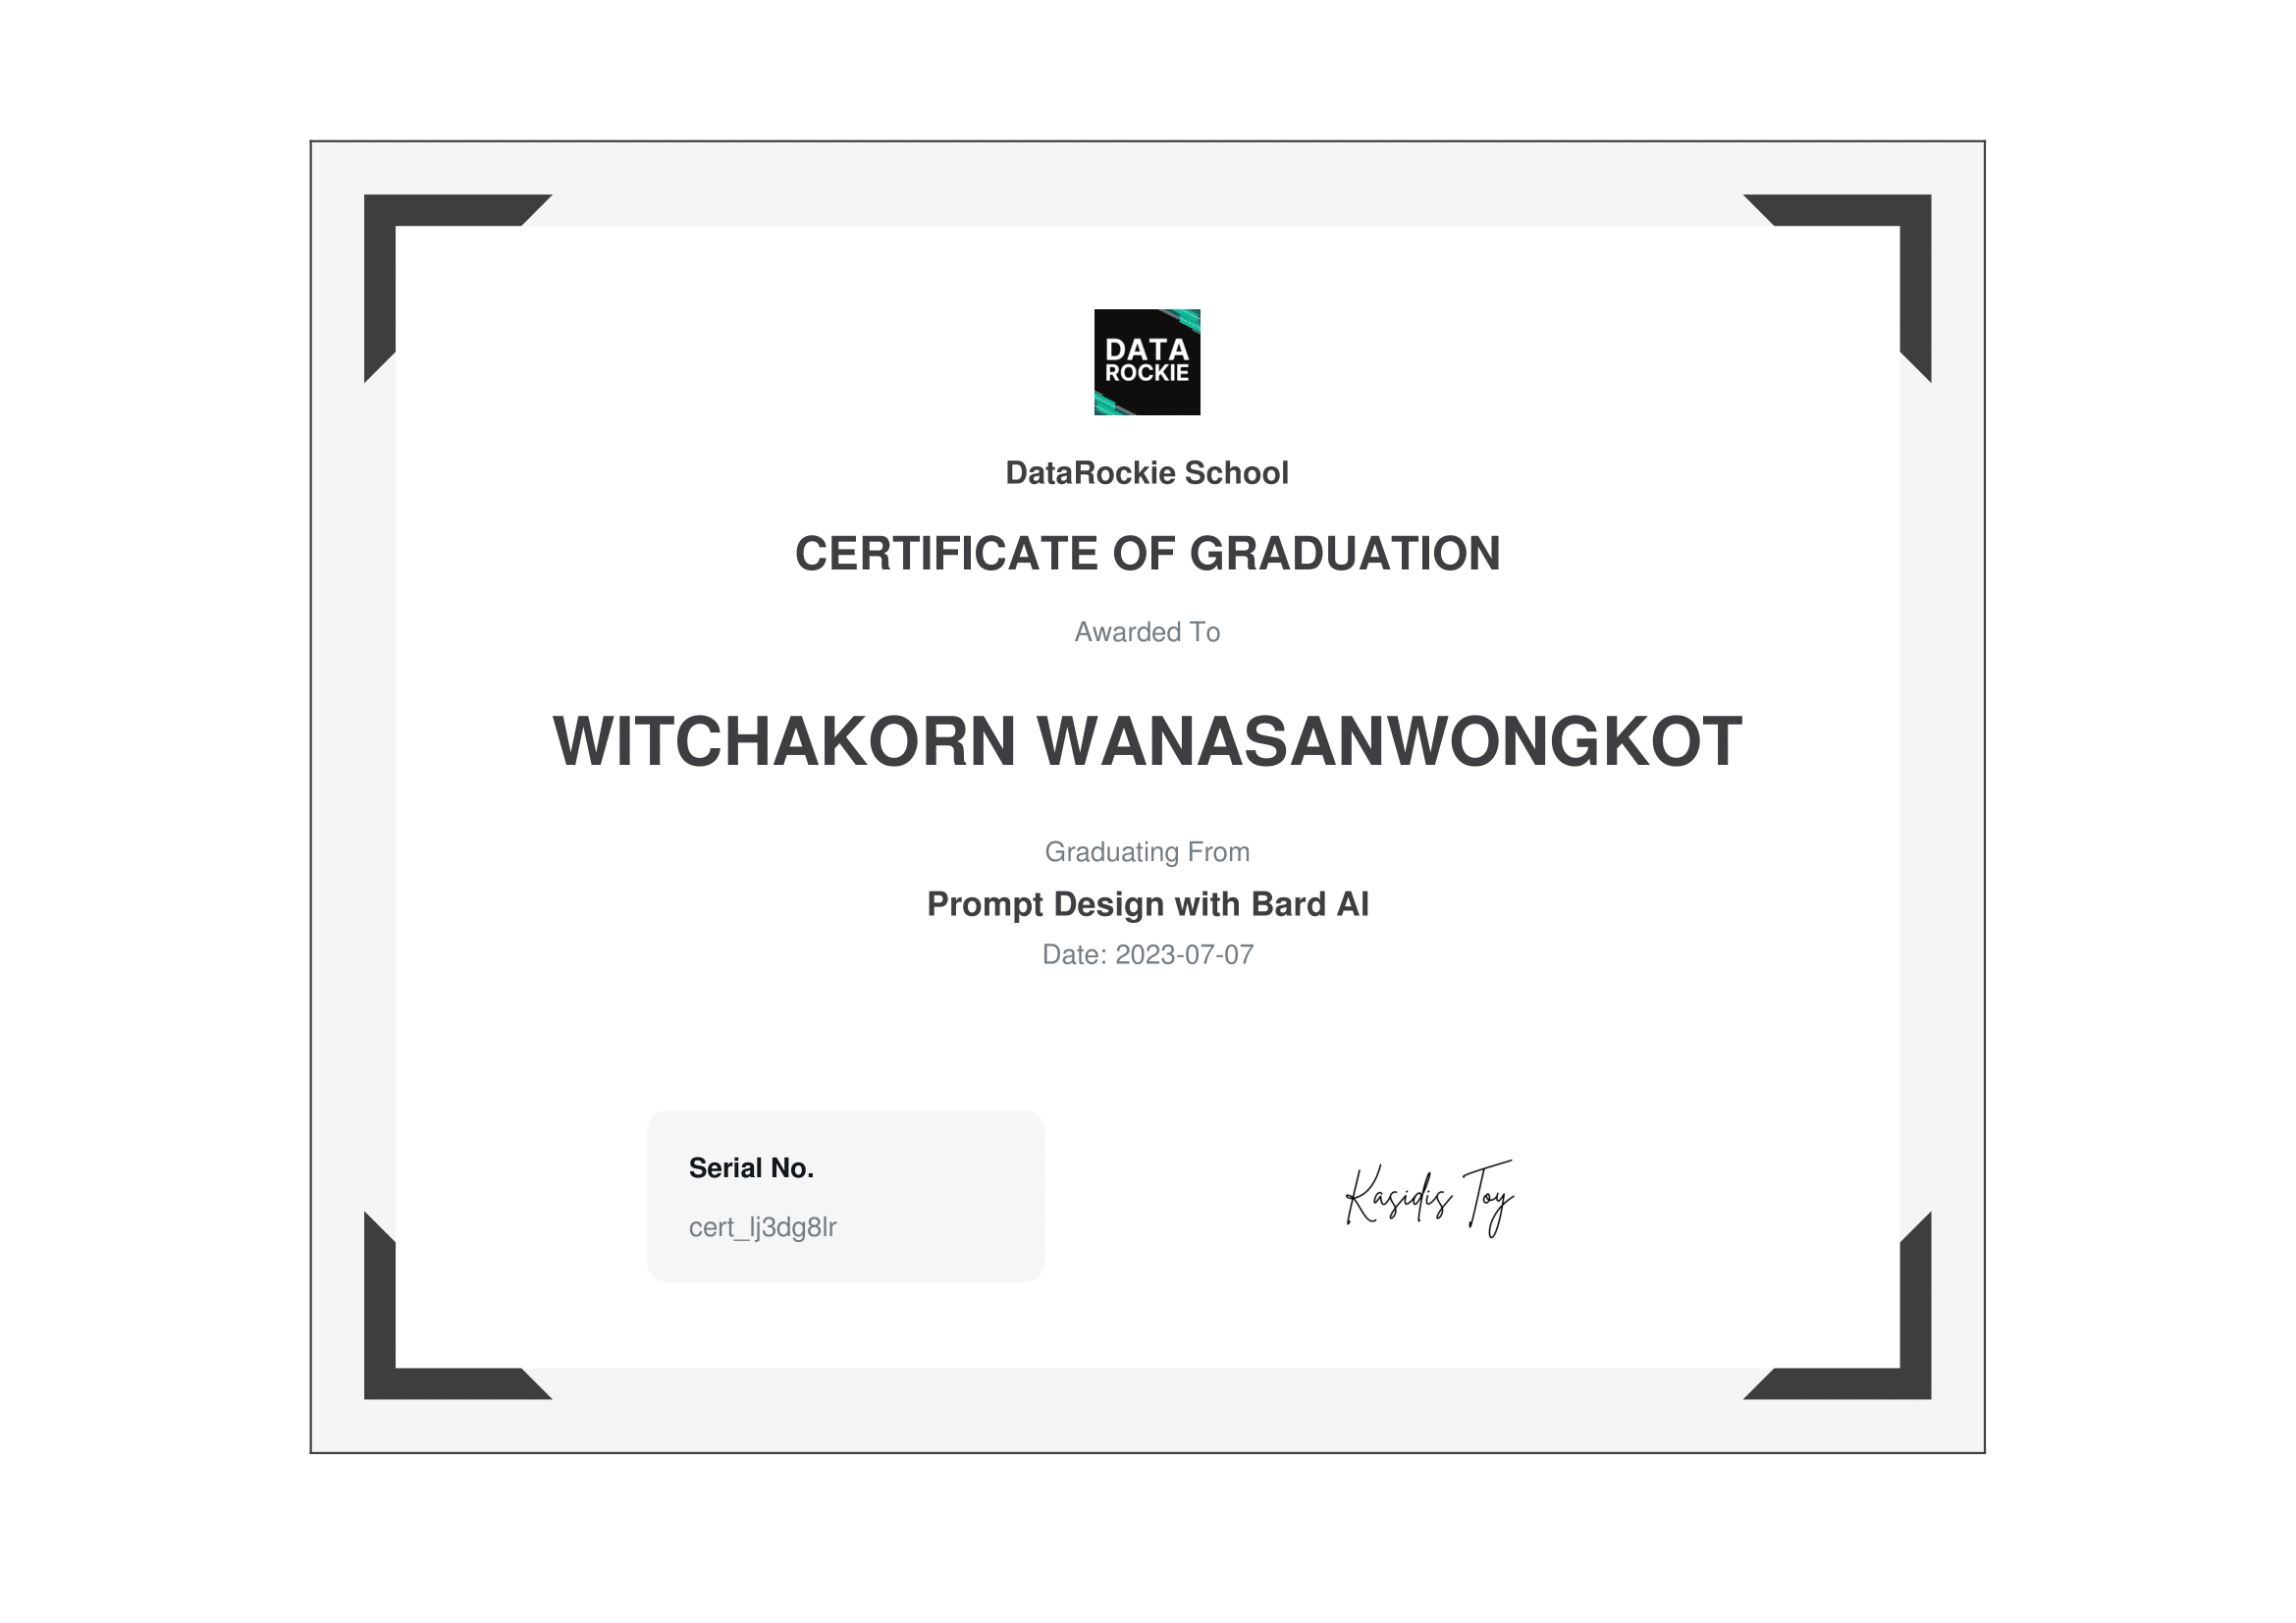 DATA
ROCKIE
DataRockie School
CERTIFICATE OF GRADUATION
Awarded To
WITCHAKORN WANASANWONGKOT
Graduating From
Prompt Design with Bard AI
Date: 2023-07-07
Serial No.
cert_lj3dg8lr
Kasidis Toy